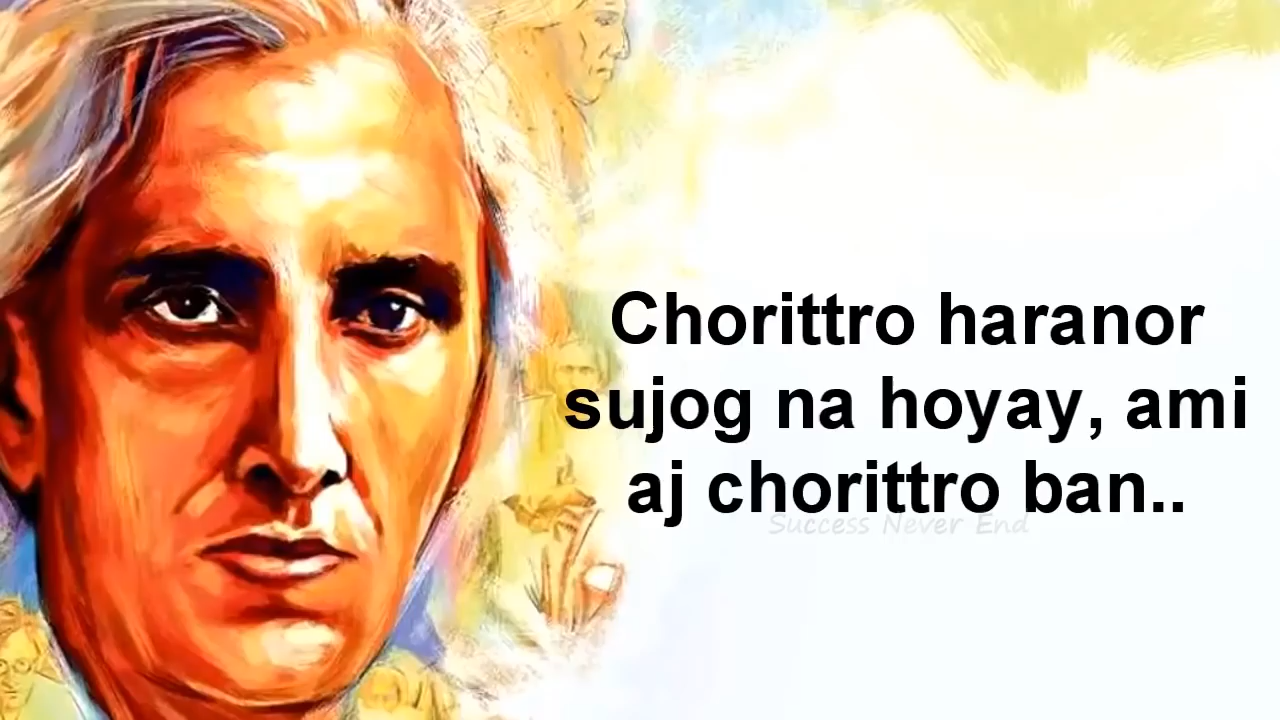 Chorittro haranor
sujog na hoyay, ami
aj chorittro ban..
Success Never End